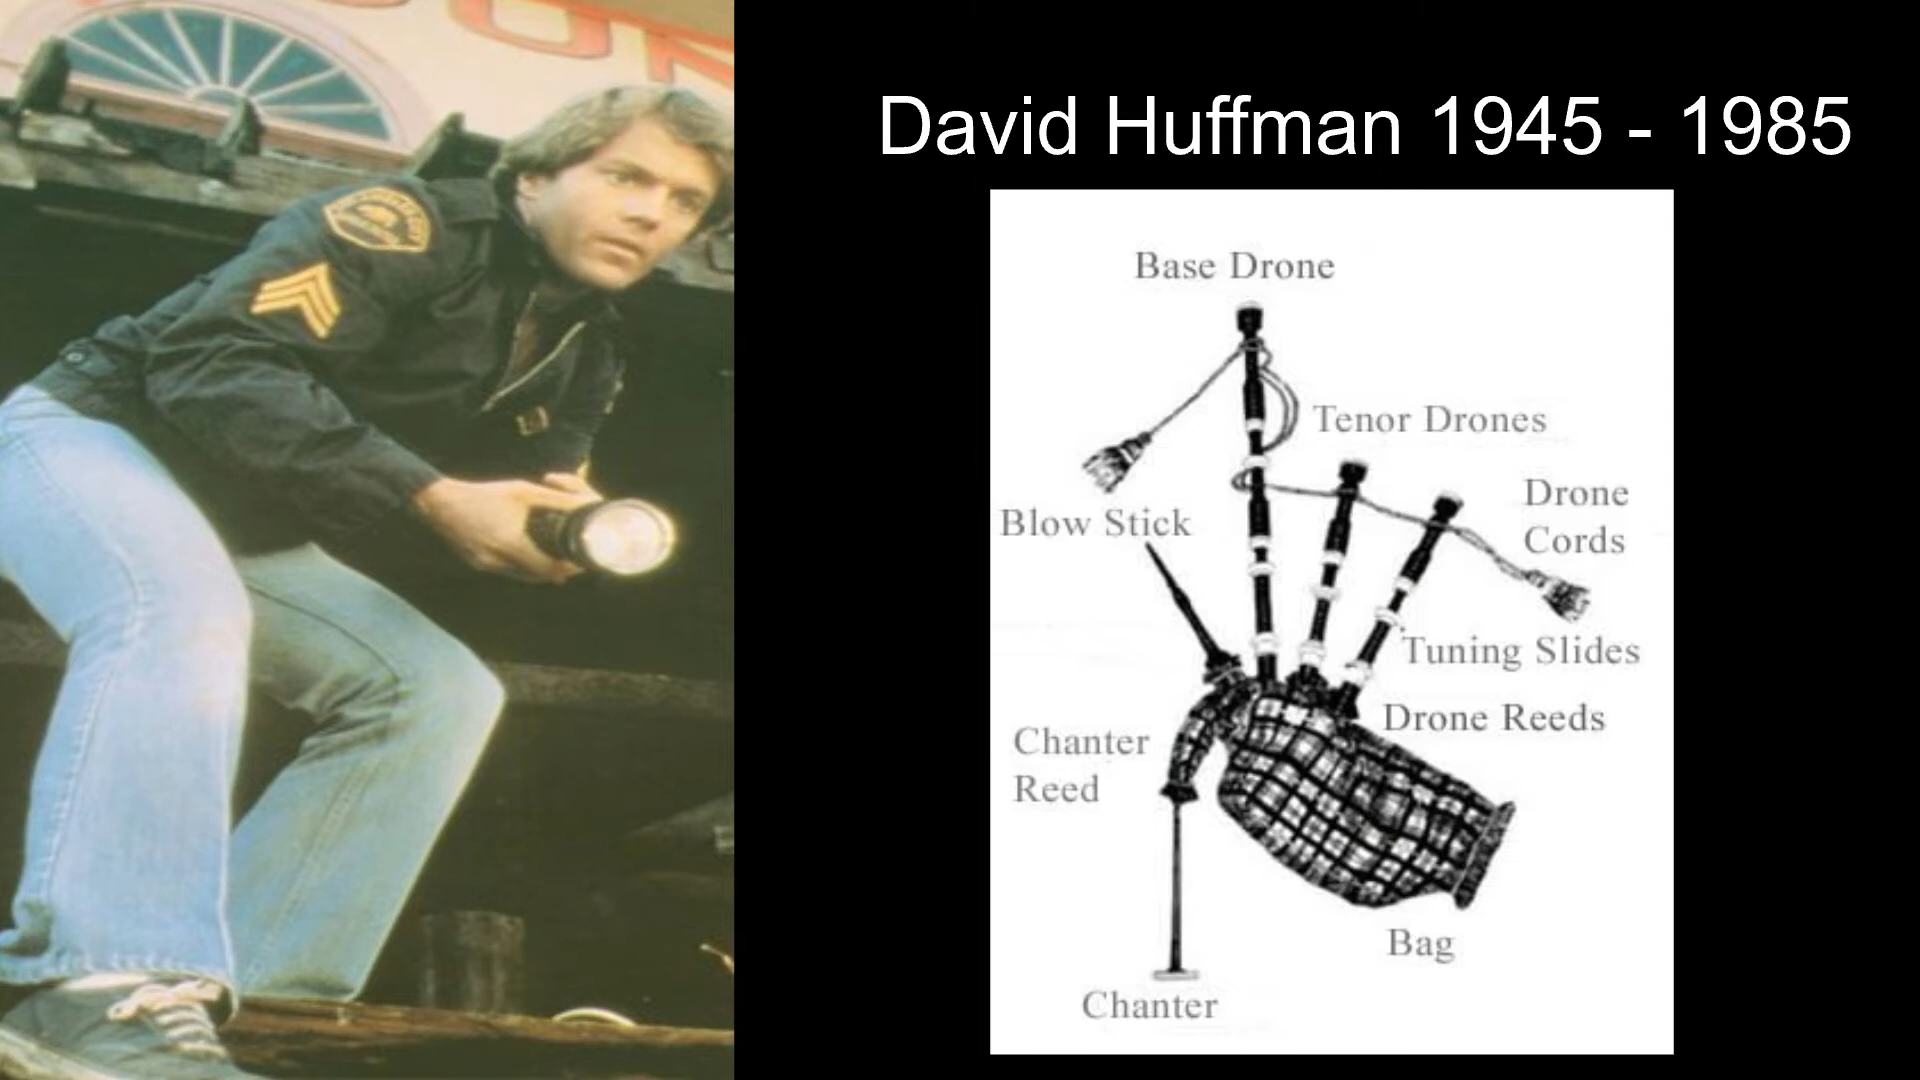 David Huffman 1945 - 1985
Base Drone
Tenor Drones
Drone
Cords
Blow Stick
Tuning Slides
Drone Reeds
Chanter
Reed
Bag
Chanter